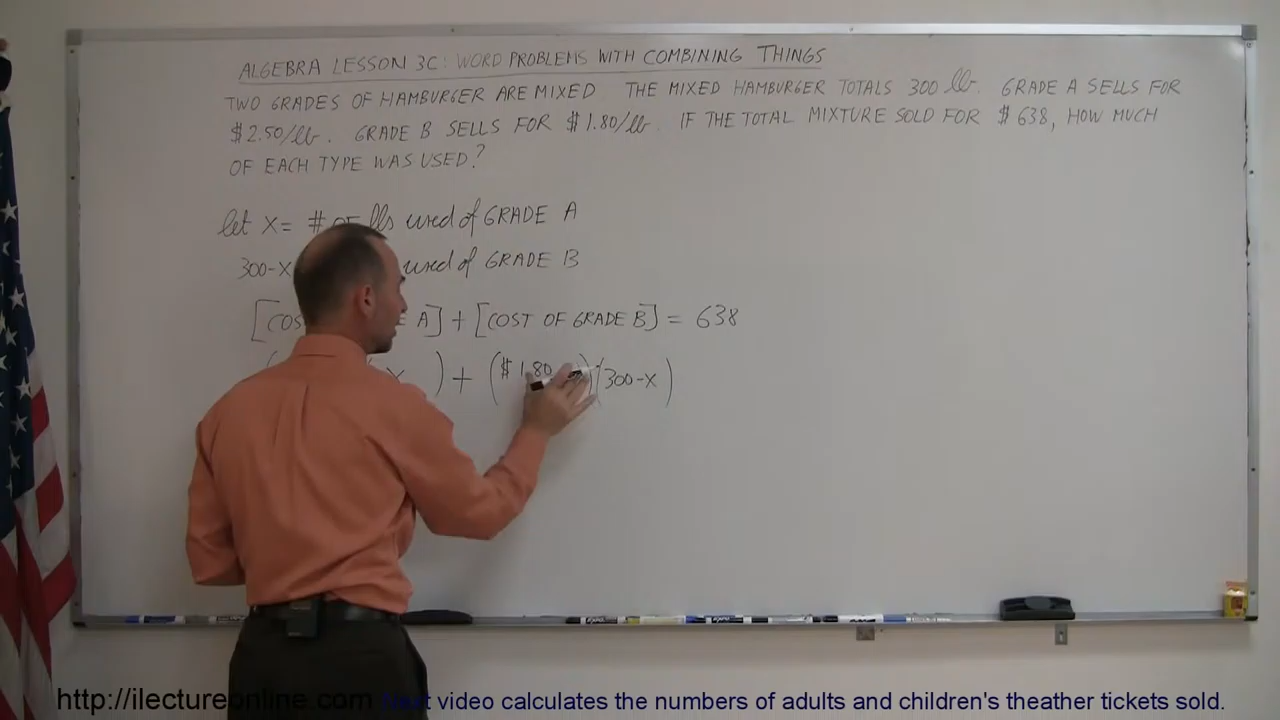 ALGEBRA LESSON 3C: WORD PROBLEMS WITH COMBINING THINGS
TWO GRADES OF HAMBURGER ARE MIXED. THE MIXED HAMBURGER TOTALS 300 lb. GRADE A SELLS FOR
$2.50/lb. GRADE B SELLS FOR $1.80/lb. IF THE TOTAL MIXTURE SOLD FOR $638, HOW MUCH
OF EACH TYPE WAS USED?
let X = # OF lbs used of GRADE A
300-X used of GRADE B
[COS A] + [COST OF GRADE B] = 638
( X ) + ($1.80 )(300-X)
http://ilectureonline.com Next video calculates the numbers of adults and children's theather tickets sold.